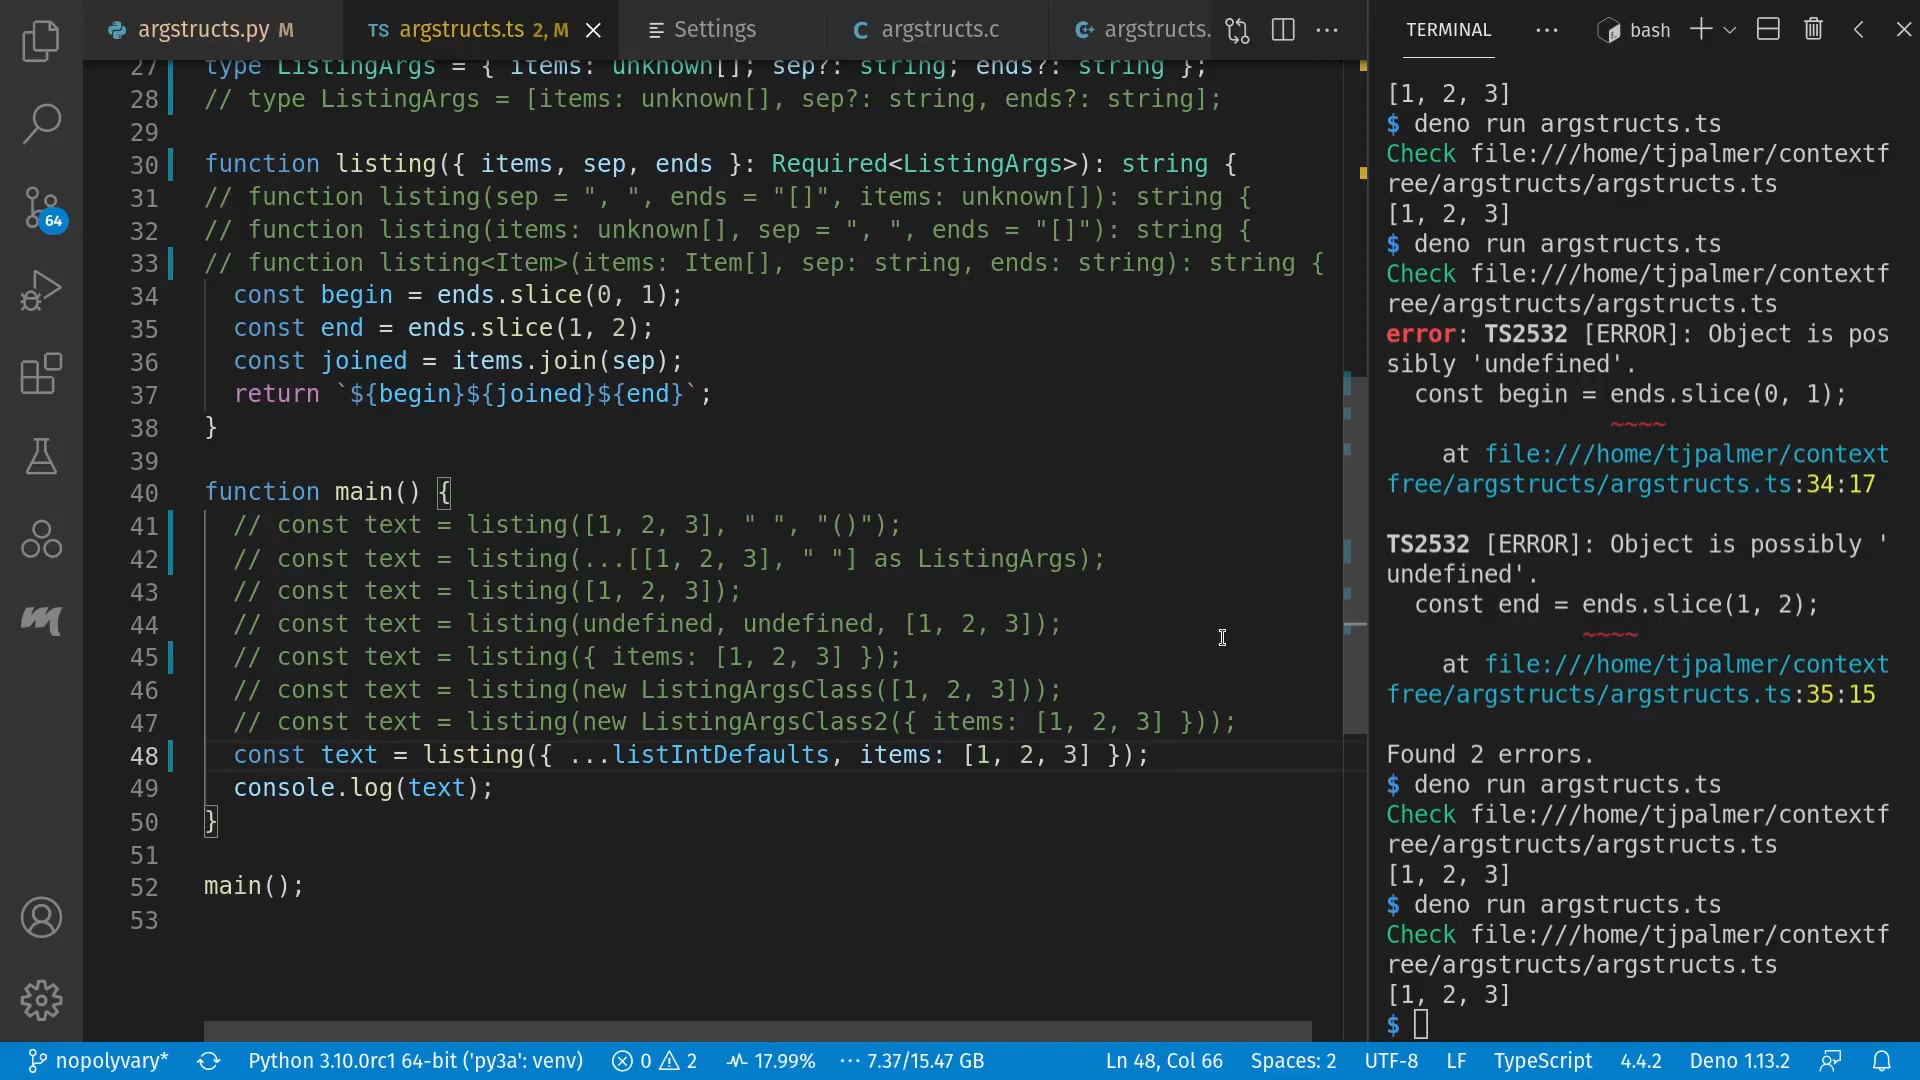 argstructs.py M
TS argstructs.ts 2, M
Settings
C argstructs.c
argstructs.
27 type ListingArgs = { items: unknown[]; sep?: string; ends?: string };
28 // type ListingArgs = [items: unknown[], sep?: string, ends?: string];
29
30 function listing({ items, sep, ends }: Required<ListingArgs>): string {
31 // function listing(sep = ", ", ends = "[]", items: unknown[]): string {
32 // function listing(items: unknown[], sep = ", ", ends = "[]"): string {
33 // function listing<Item>(items: Item[], sep: string, ends: string): string {
34 const begin = ends.slice(0, 1);
35 const end = ends.slice(1, 2);
36 const joined = items.join(sep);
37 return `${begin}${joined}${end}`;
38 }
39
40 function main() {
41 // const text = listing([1, 2, 3], " ", "()");
42 // const text = listing(...[[1, 2, 3], " "] as ListingArgs);
43 // const text = listing([1, 2, 3]);
44 // const text = listing(undefined, undefined, [1, 2, 3]);
45 // const text = listing({ items: [1, 2, 3] });
46 // const text = listing(new ListingArgsClass([1, 2, 3]));
47 // const text = listing(new ListingArgsClass2({ items: [1, 2, 3] }));
48 const text = listing({ ...listIntDefaults, items: [1, 2, 3] });
49 console.log(text);
50 }
51
52 main();
53
64
TERMINAL
bash
[1, 2, 3]
$ deno run argstructs.ts
Check file:///home/tjpalmer/contextf
ree/argstructs/argstructs.ts
[1, 2, 3]
$ deno run argstructs.ts
Check file:///home/tjpalmer/contextf
ree/argstructs/argstructs.ts
error: TS2532 [ERROR]: Object is pos
sibly 'undefined'.
const begin = ends.slice(0, 1);
~~~~
at file:///home/tjpalmer/context
free/argstructs/argstructs.ts:34:17
TS2532 [ERROR]: Object is possibly '
undefined'.
const end = ends.slice(1, 2);
~~~~
at file:///home/tjpalmer/context
free/argstructs/argstructs.ts:35:15
Found 2 errors.
$ deno run argstructs.ts
Check file:///home/tjpalmer/contextf
ree/argstructs/argstructs.ts
[1, 2, 3]
$ deno run argstructs.ts
Check file:///home/tjpalmer/contextf
ree/argstructs/argstructs.ts
[1, 2, 3]
$
nopolyvary* Python 3.10.0rc1 64-bit ('py3a': venv) 0 2 17.99% 7.37/15.47 GB Ln 48, Col 66 Spaces: 2 UTF-8 LF TypeScript 4.4.2 Deno 1.13.2